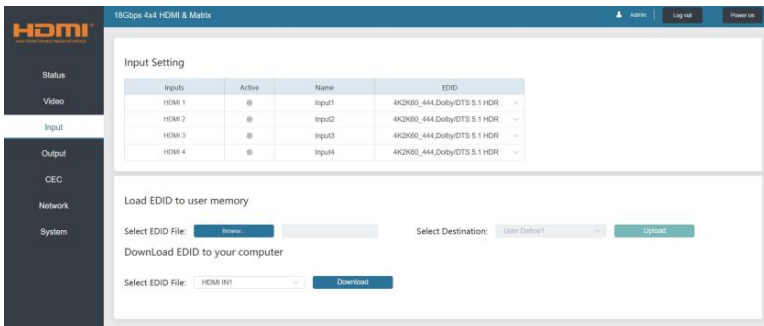 18Gbps 4x4 HDMI & Matrix
Admin
Log out
Power on
HDMI
Status
Video
Input
Output
CEC
Network
System
Input Setting
Inputs Active Name EDID
HDMI 1 Input1 4K2K60_444,Dolby/DTS 5.1 HDR
HDMI 2 Input2 4K2K60_444,Dolby/DTS 5.1 HDR
HDMI 3 Input3 4K2K60_444,Dolby/DTS 5.1 HDR
HDMI 4 Input4 4K2K60_444,Dolby/DTS 5.1 HDR
Load EDID to user memory
Select EDID File: Browse... Select Destination: User Define1 Upload
DownLoad EDID to your computer
Select EDID File: HDMI IN1 Download